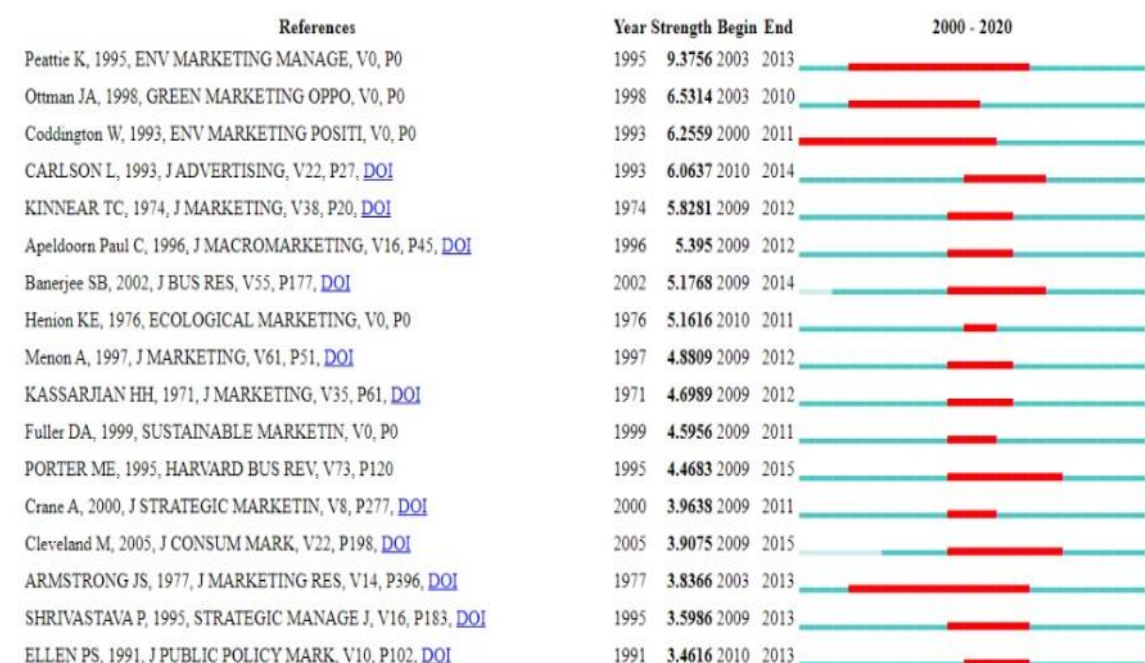 References Year Strength Begin End 2000 - 2020
Peattie K, 1995, ENV MARKETING MANAGE, V0, P0 1995 9.3756 2003 2013
Ottman JA, 1998, GREEN MARKETING OPPO, V0, P0 1998 6.5314 2003 2010
Coddington W, 1993, ENV MARKETING POSITI, V0, P0 1993 6.2559 2000 2011
CARLSON L, 1993, J ADVERTISING, V22, P27, DOI 1993 6.0637 2010 2014
KINNEAR TC, 1974, J MARKETING, V38, P20, DOI 1974 5.8281 2009 2012
Apeldoorn Paul C, 1996, J MACROMARKETING, V16, P45, DOI 1996 5.395 2009 2012
Banerjee SB, 2002, J BUS RES, V55, P177, DOI 2002 5.1768 2009 2014
Henion KE, 1976, ECOLOGICAL MARKETING, V0, P0 1976 5.1616 2010 2011
Menon A, 1997, J MARKETING, V61, P51, DOI 1997 4.8809 2009 2012
KASSARJIAN HH, 1971, J MARKETING, V35, P61, DOI 1971 4.6989 2009 2012
Fuller DA, 1999, SUSTAINABLE MARKETIN, V0, P0 1999 4.5956 2009 2011
PORTER ME, 1995, HARVARD BUS REV, V73, P120 1995 4.4683 2009 2015
Crane A, 2000, J STRATEGIC MARKETIN, V8, P277, DOI 2000 3.9638 2009 2011
Cleveland M, 2005, J CONSUM MARK, V22, P198, DOI 2005 3.9075 2009 2015
ARMSTRONG JS, 1977, J MARKETING RES, V14, P396, DOI 1977 3.8366 2003 2013
SHRIVASTAVA P, 1995, STRATEGIC MANAGE J, V16, P183, DOI 1995 3.5986 2009 2013
ELLEN PS, 1991, J PUBLIC POLICY MARK, V10, P102, DOI 1991 3.4616 2010 2013